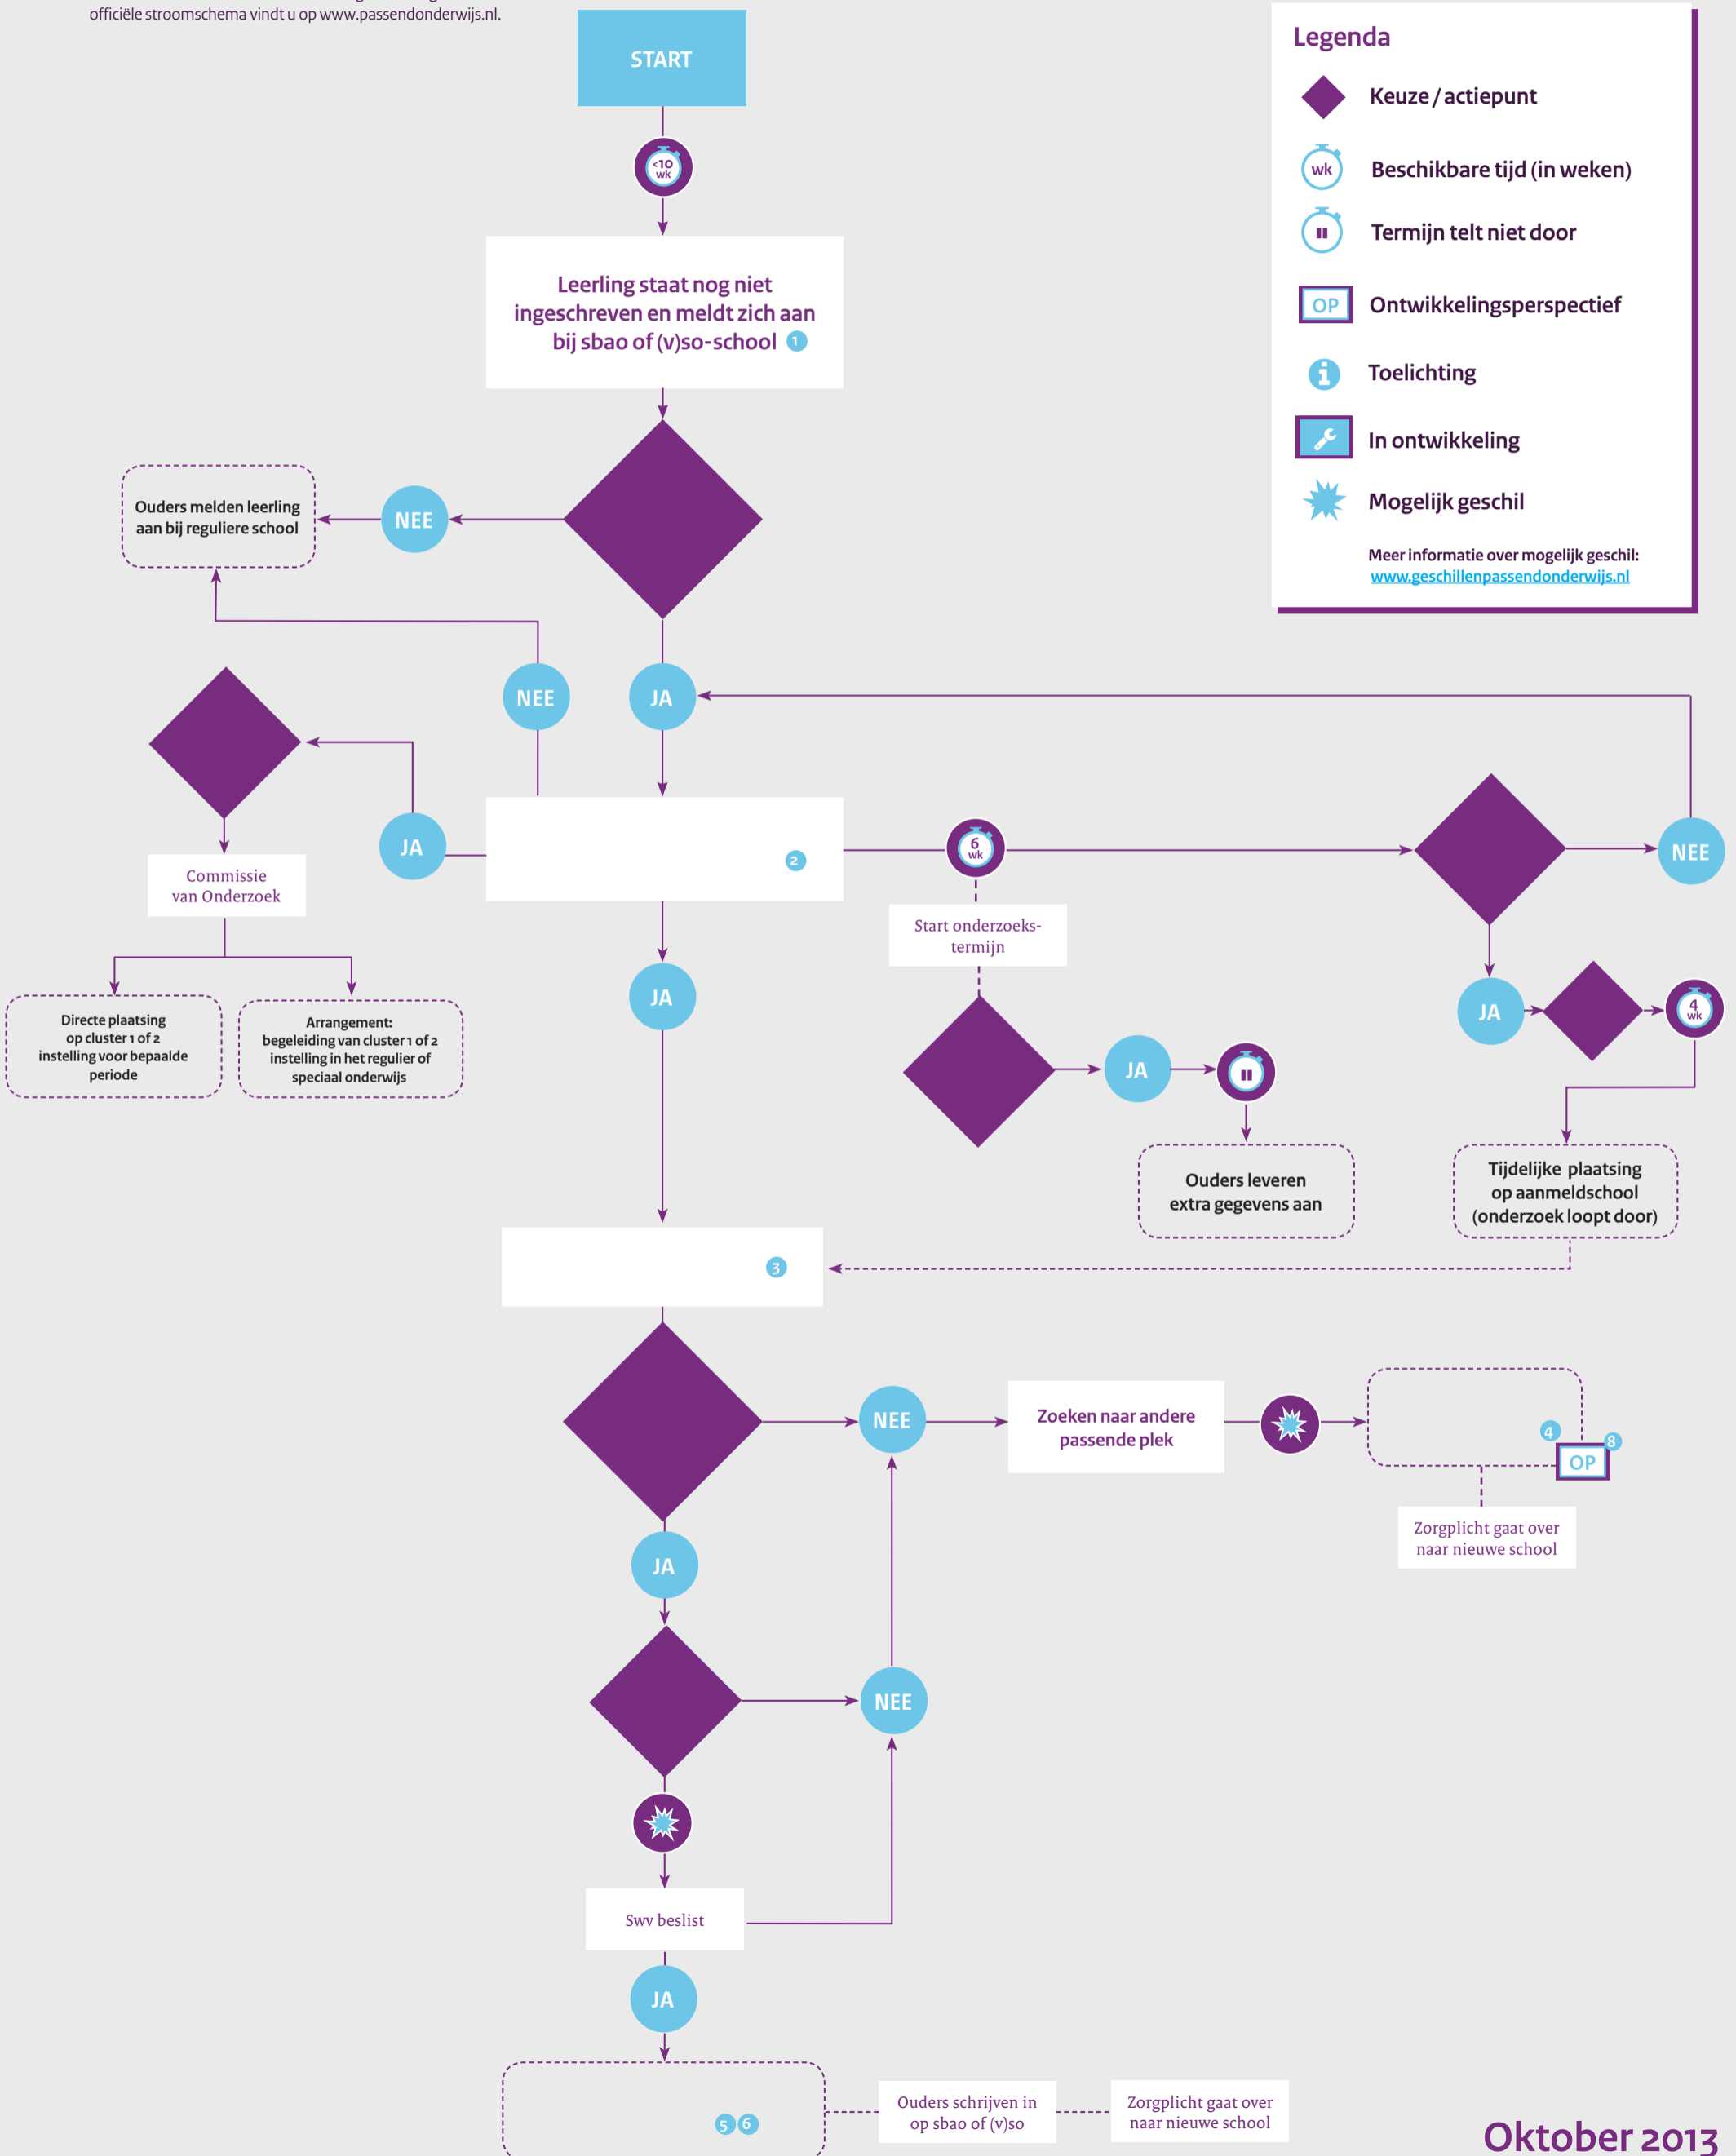 officiële stroomschema vindt u op www.passendonderwijs.nl.
START
<10
wk
Leerling staat nog niet
ingeschreven en meldt zich aan
bij sbao of (v)so-school 1
Legenda
Keuze / actiepunt
wk
Beschikbare tijd (in weken)
Termijn telt niet door
OP
Ontwikkelingsperspectief
i
Toelichting
In ontwikkeling
Mogelijk geschil
Meer informatie over mogelijk geschil:
www.geschillenpassendonderwijs.nl
Ouders melden leerling
aan bij reguliere school
NEE
NEE
JA
JA
2
6
wk
NEE
Commissie
van Onderzoek
Start onderzoeks-
termijn
Directe plaatsing
op cluster 1 of 2
instelling voor bepaalde
periode
Arrangement:
begeleiding van cluster 1 of 2
instelling in het regulier of
speciaal onderwijs
JA
JA
4
wk
JA
Ouders leveren
extra gegevens aan
Tijdelijke plaatsing
op aanmeldschool
(onderzoek loopt door)
3
NEE
Zoeken naar andere
passende plek
4
8
OP
Zorgplicht gaat over
naar nieuwe school
JA
NEE
Swv beslist
JA
5 6
Ouders schrijven in
op sbao of (v)so
Zorgplicht gaat over
naar nieuwe school
Oktober 2013